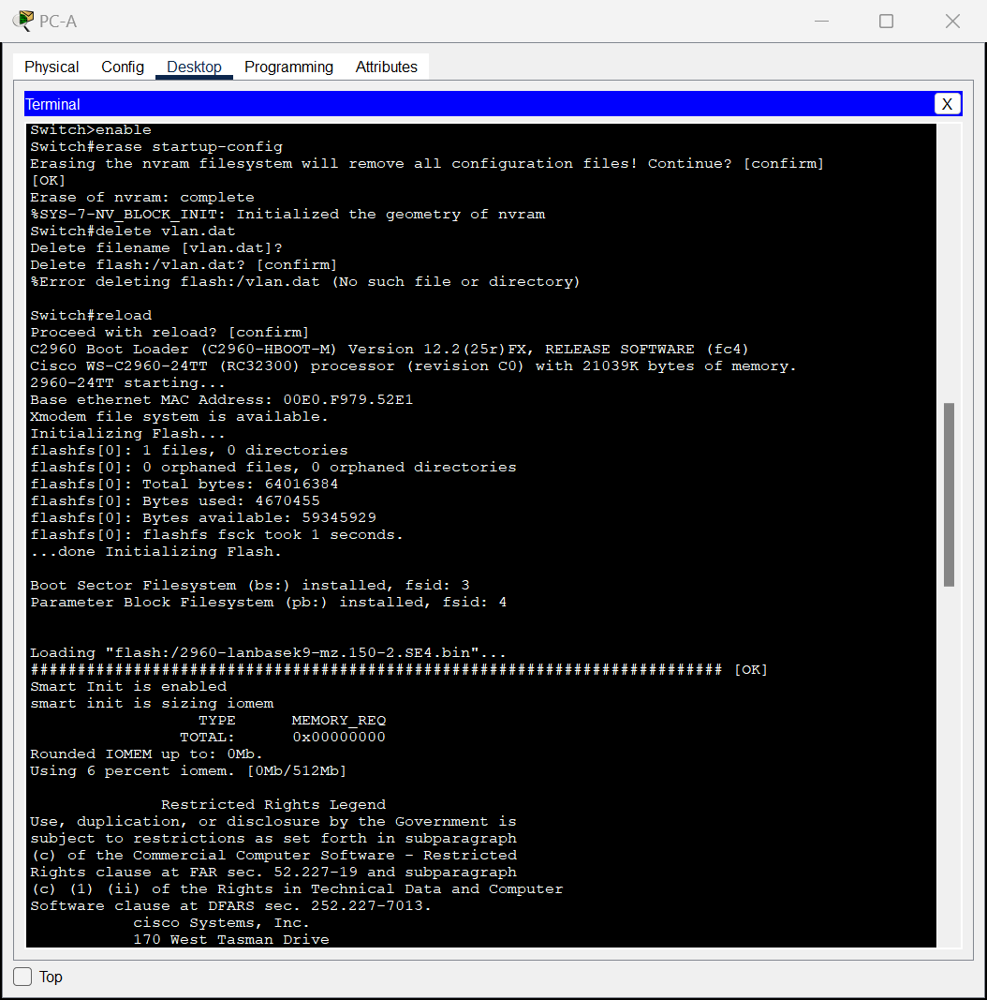 PC-A
Physical Config Desktop Programming Attributes
Terminal X
Switch>enable
Switch#erase startup-config
Erasing the nvram filesystem will remove all configuration files! Continue? [confirm]
[OK]
Erase of nvram: complete
%SYS-7-NV_BLOCK_INIT: Initialized the geometry of nvram
Switch#delete vlan.dat
Delete filename [vlan.dat]?
Delete flash:/vlan.dat? [confirm]
%Error deleting flash:/vlan.dat (No such file or directory)
Switch#reload
Proceed with reload? [confirm]
C2960 Boot Loader (C2960-HBOOT-M) Version 12.2(25r)FX, RELEASE SOFTWARE (fc4)
Cisco WS-C2960-24TT (RC32300) processor (revision C0) with 21039K bytes of memory.
2960-24TT starting...
Base ethernet MAC Address: 00E0.F979.52E1
Xmodem file system is available.
Initializing Flash...
flashfs[0]: 1 files, 0 directories
flashfs[0]: 0 orphaned files, 0 orphaned directories
flashfs[0]: Total bytes: 64016384
flashfs[0]: Bytes used: 4670455
flashfs[0]: Bytes available: 59345929
flashfs[0]: flashfs fsck took 1 seconds.
...done Initializing Flash.
Boot Sector Filesystem (bs:) installed, fsid: 3
Parameter Block Filesystem (pb:) installed, fsid: 4
Loading "flash:/2960-lanbasek9-mz.150-2.SE4.bin"...
########################################################################## [OK]
Smart Init is enabled
smart init is sizing iomem
TYPE MEMORY_REQ
TOTAL: 0x00000000
Rounded IOMEM up to: 0Mb.
Using 6 percent iomem. [0Mb/512Mb]
Restricted Rights Legend
Use, duplication, or disclosure by the Government is
subject to restrictions as set forth in subparagraph
(c) of the Commercial Computer Software - Restricted
Rights clause at FAR sec. 52.227-19 and subparagraph
(c) (1) (ii) of the Rights in Technical Data and Computer
Software clause at DFARS sec. 252.227-7013.
cisco Systems, Inc.
170 West Tasman Drive
Top